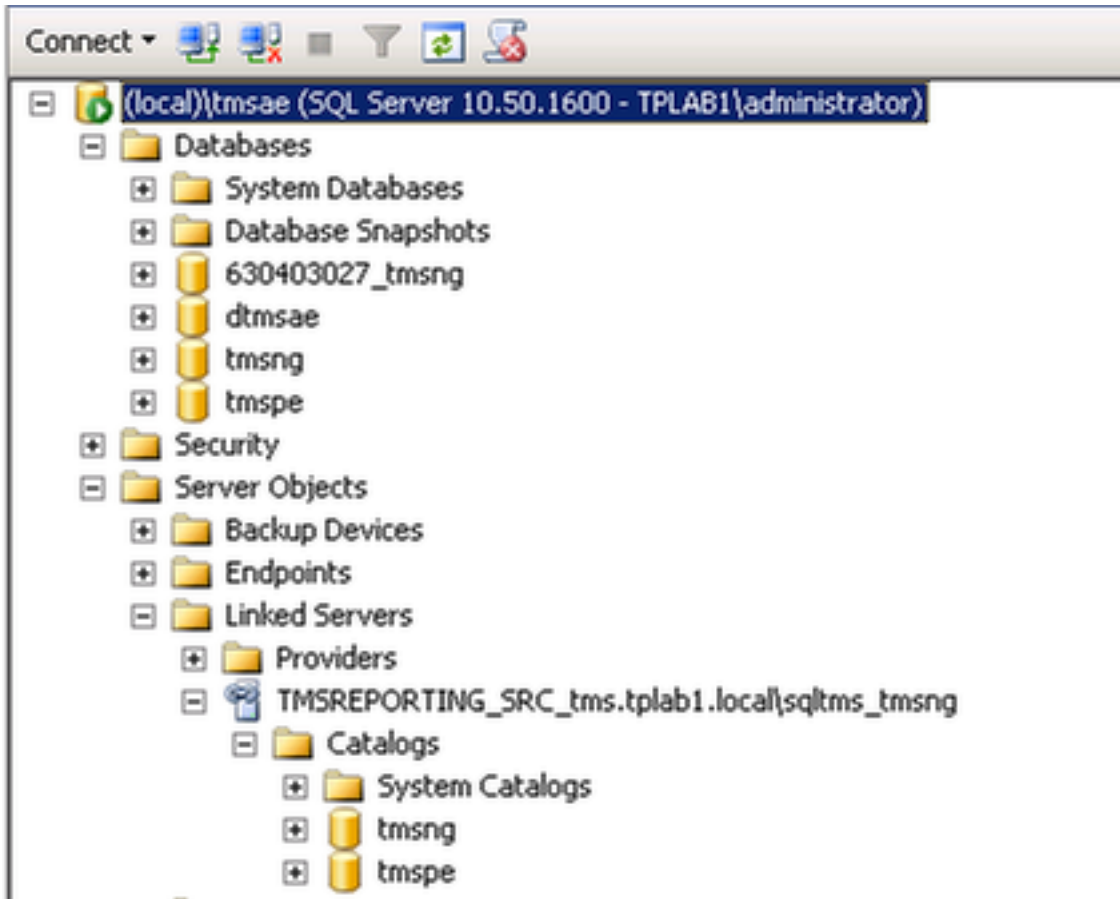 Connect
(local)\tmsae (SQL Server 10.50.1600 - TPLAB1\administrator)
Databases
System Databases
Database Snapshots
630403027_tmsng
dtmsae
tmsng
tmspe
Security
Server Objects
Backup Devices
Endpoints
Linked Servers
Providers
TMSREPORTING_SRC_tms.tplab1.local\sqltms_tmsng
Catalogs
System Catalogs
tmsng
tmspe